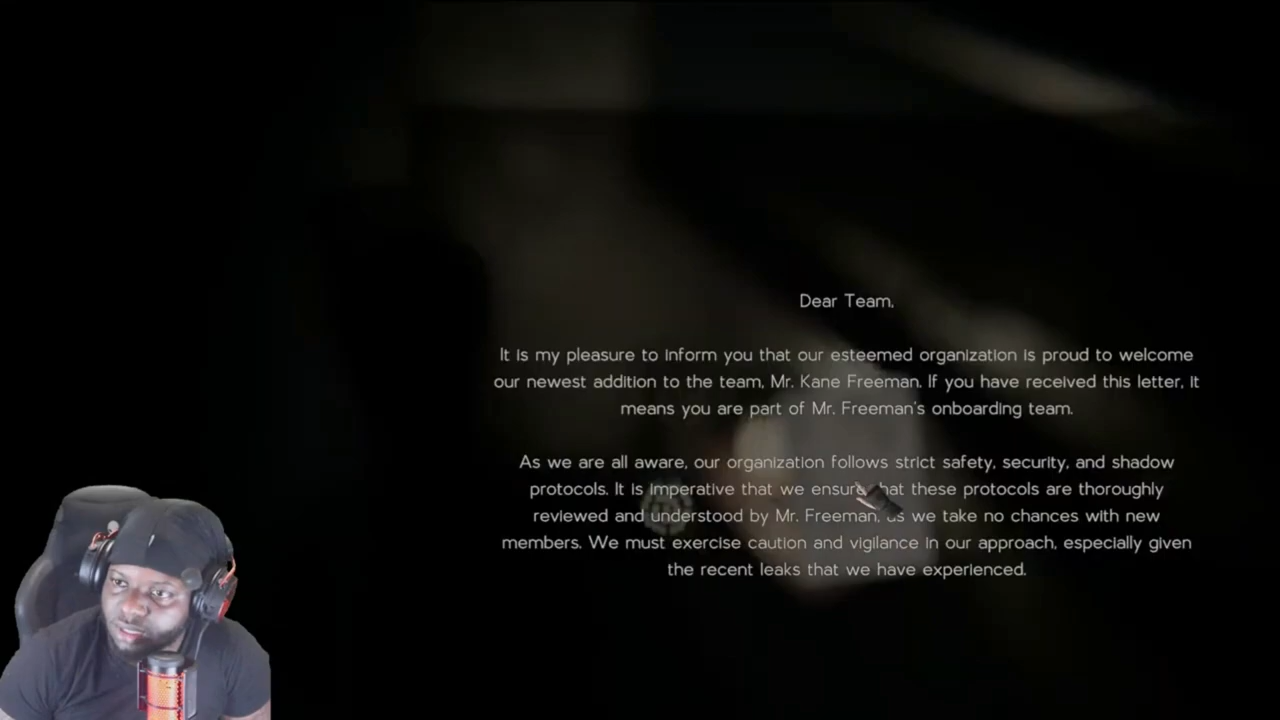 Dear Team,
It is my pleasure to inform you that our esteemed organization is proud to welcome
our newest addition to the team, Mr. Kane Freeman. If you have received this letter, it
means you are part of Mr. Freeman's onboarding team.
As we are all aware, our organization follows strict safety, security, and shadow
protocols. It is imperative that we ensure that these protocols are thoroughly
reviewed and understood by Mr. Freeman, as we take no chances with new
members. We must exercise caution and vigilance in our approach, especially given
the recent leaks that we have experienced.